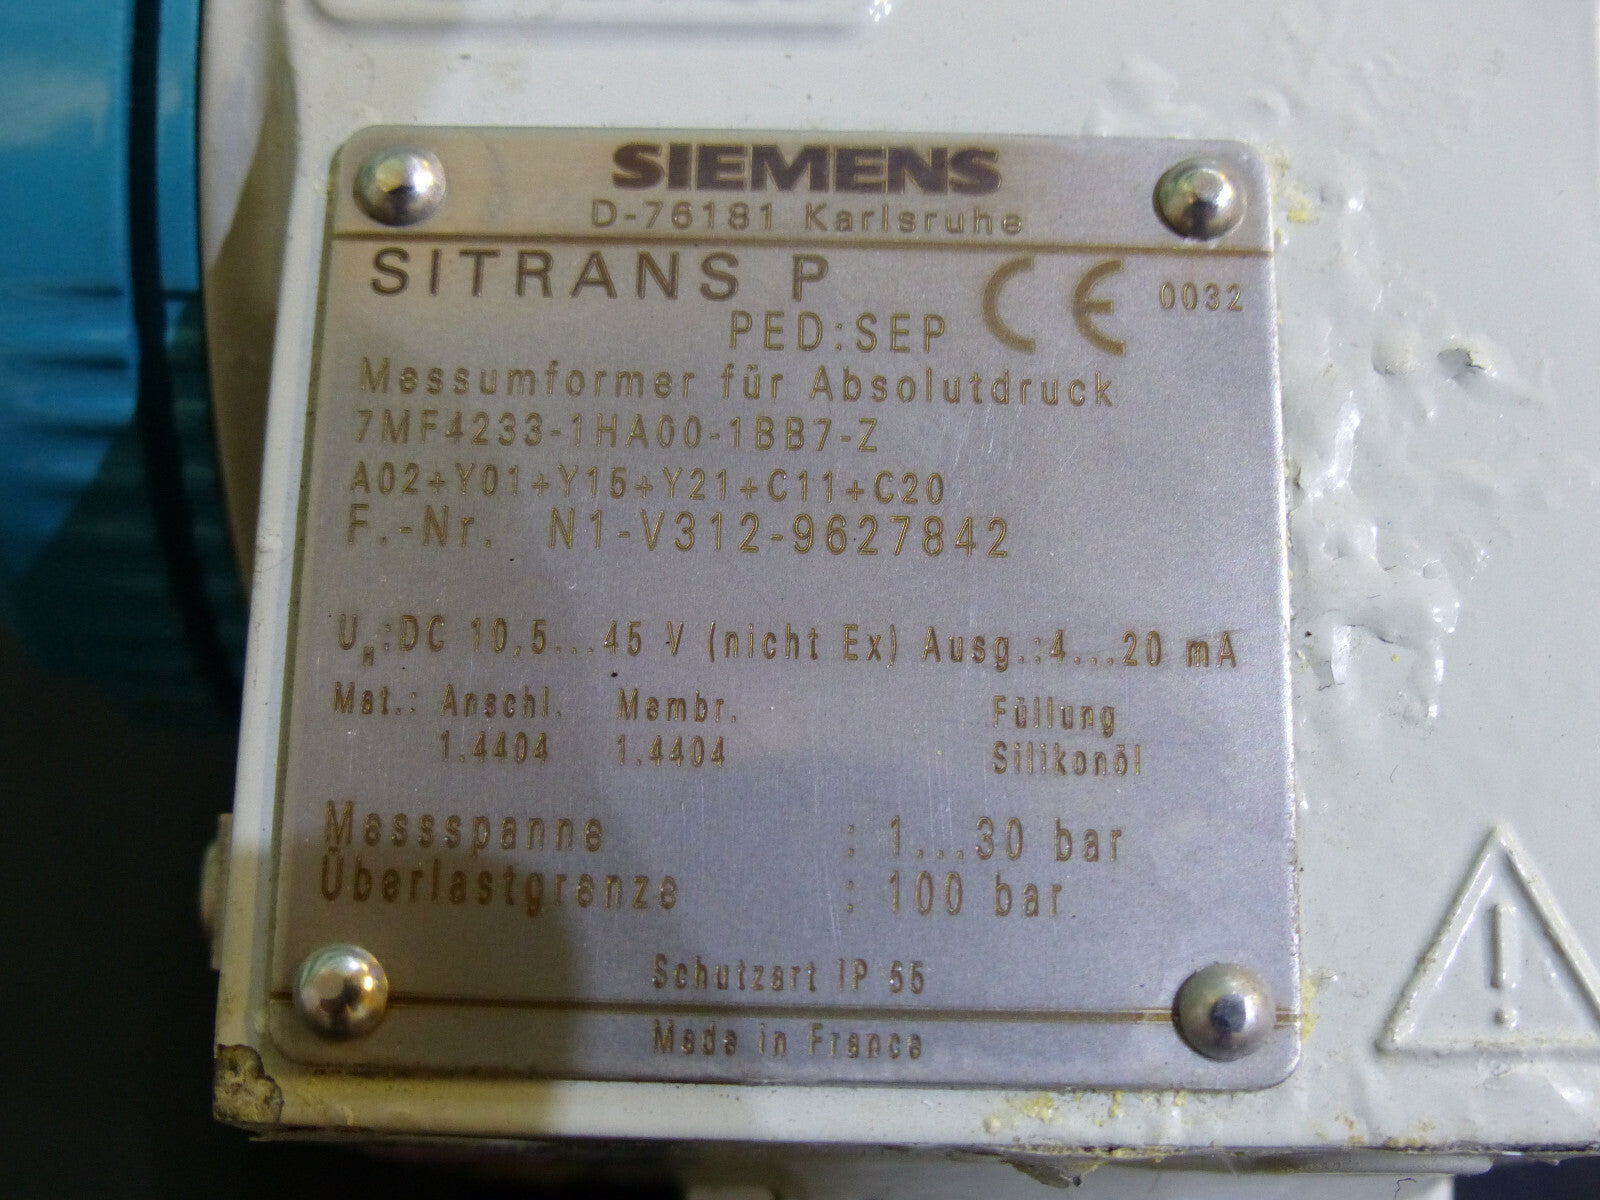 SIEMENS
D-76181 Karlsruhe
SITRANS P
CE 0032
PED:SEP
Messumformer für Absolutdruck
7MF4233-1HA00-1BB7-Z
A02+Y01+Y15+Y21+C11+C20
F.-Nr. N1-V312-9627842
UH:DC 10,5...45 V (nicht Ex) Ausg.:4...20 mA
Mat.: Anschl. Membr. Füllung
1.4404 1.4404 Silikonöl
Messspanne : 1...30 bar
Überlastgrenze : 100 bar
Schutzart IP 65
Made in France